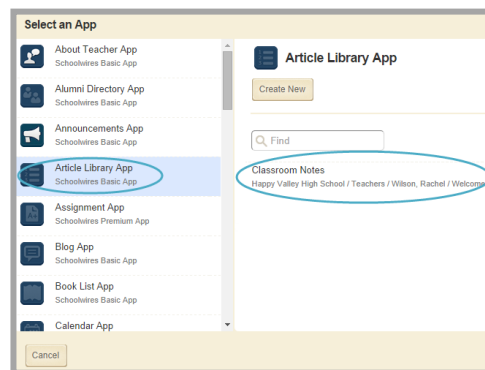 Select an App
About Teacher App
Schoolwires Basic App
Alumni Directory App
Schoolwires Basic App
Announcements App
Schoolwires Basic App
Article Library App
Schoolwires Basic App
Assignment App
Schoolwires Premium App
Blog App
Schoolwires Basic App
Book List App
Schoolwires Basic App
Calendar App
Cancel
Article Library App
Create New
Find
Classroom Notes
Happy Valley High School / Teachers / Wilson, Rachel / Welcome